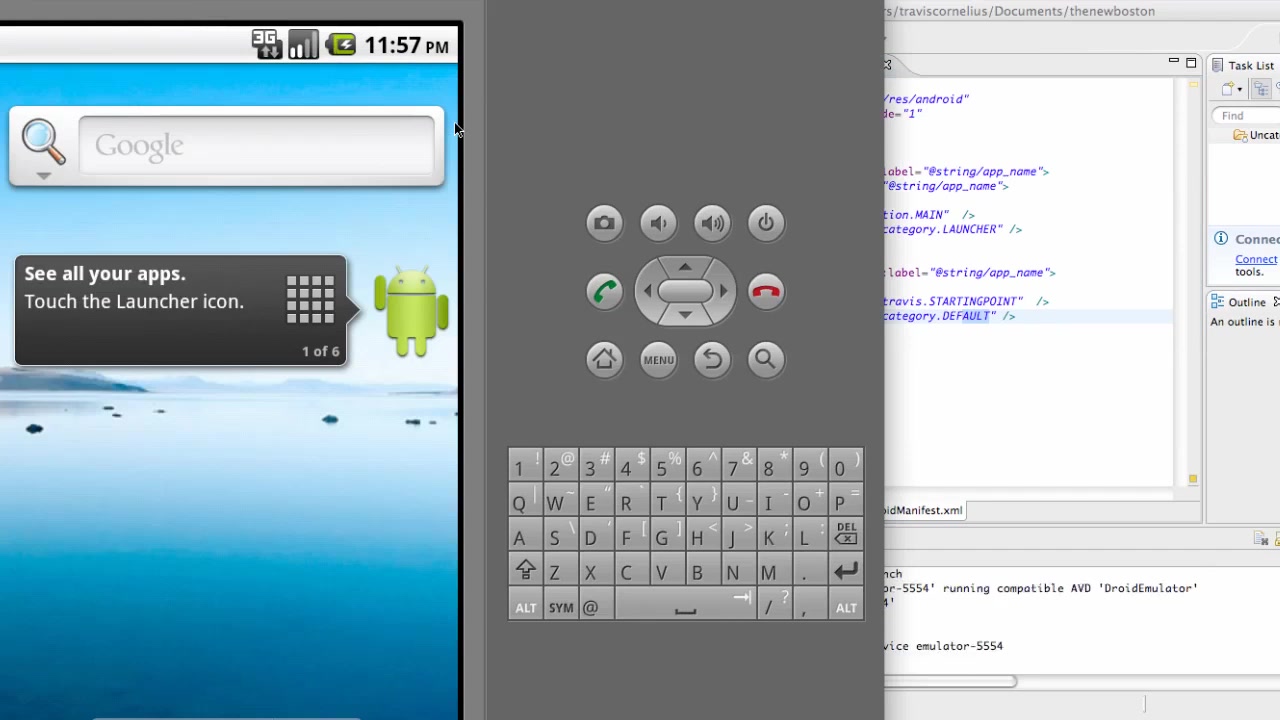 3G 11:57 PM
Google
See all your apps.
Touch the Launcher icon.
1 of 6
MENU
1 ! 2 @ 3 # 4 $ 5 % 6 ^ 7 & 8 * 9 ( 0 )
Q | W ~ E “ R ` T { Y } U _ I - O + P =
A S \ D ‘ F [ G ] H < J > K ; L : DEL
Z X C V B N M .
ALT SYM @ / ? , ALT
s/traviscornelius/Documents/thenewboston
/res/android"
de="1"
label="@string/app_name">
"@string/app_name">
tion.MAIN" />
category.LAUNCHER" />
:label="@string/app_name">
travis.STARTINGPOINT" />
category.DEFAULT" />
oidManifest.xml
nch
or-5554' running compatible AVD 'DroidEmulator'
4'
vice emulator-5554
Task List
Find
Uncat
Connec
Connect
tools.
Outline
An outline is